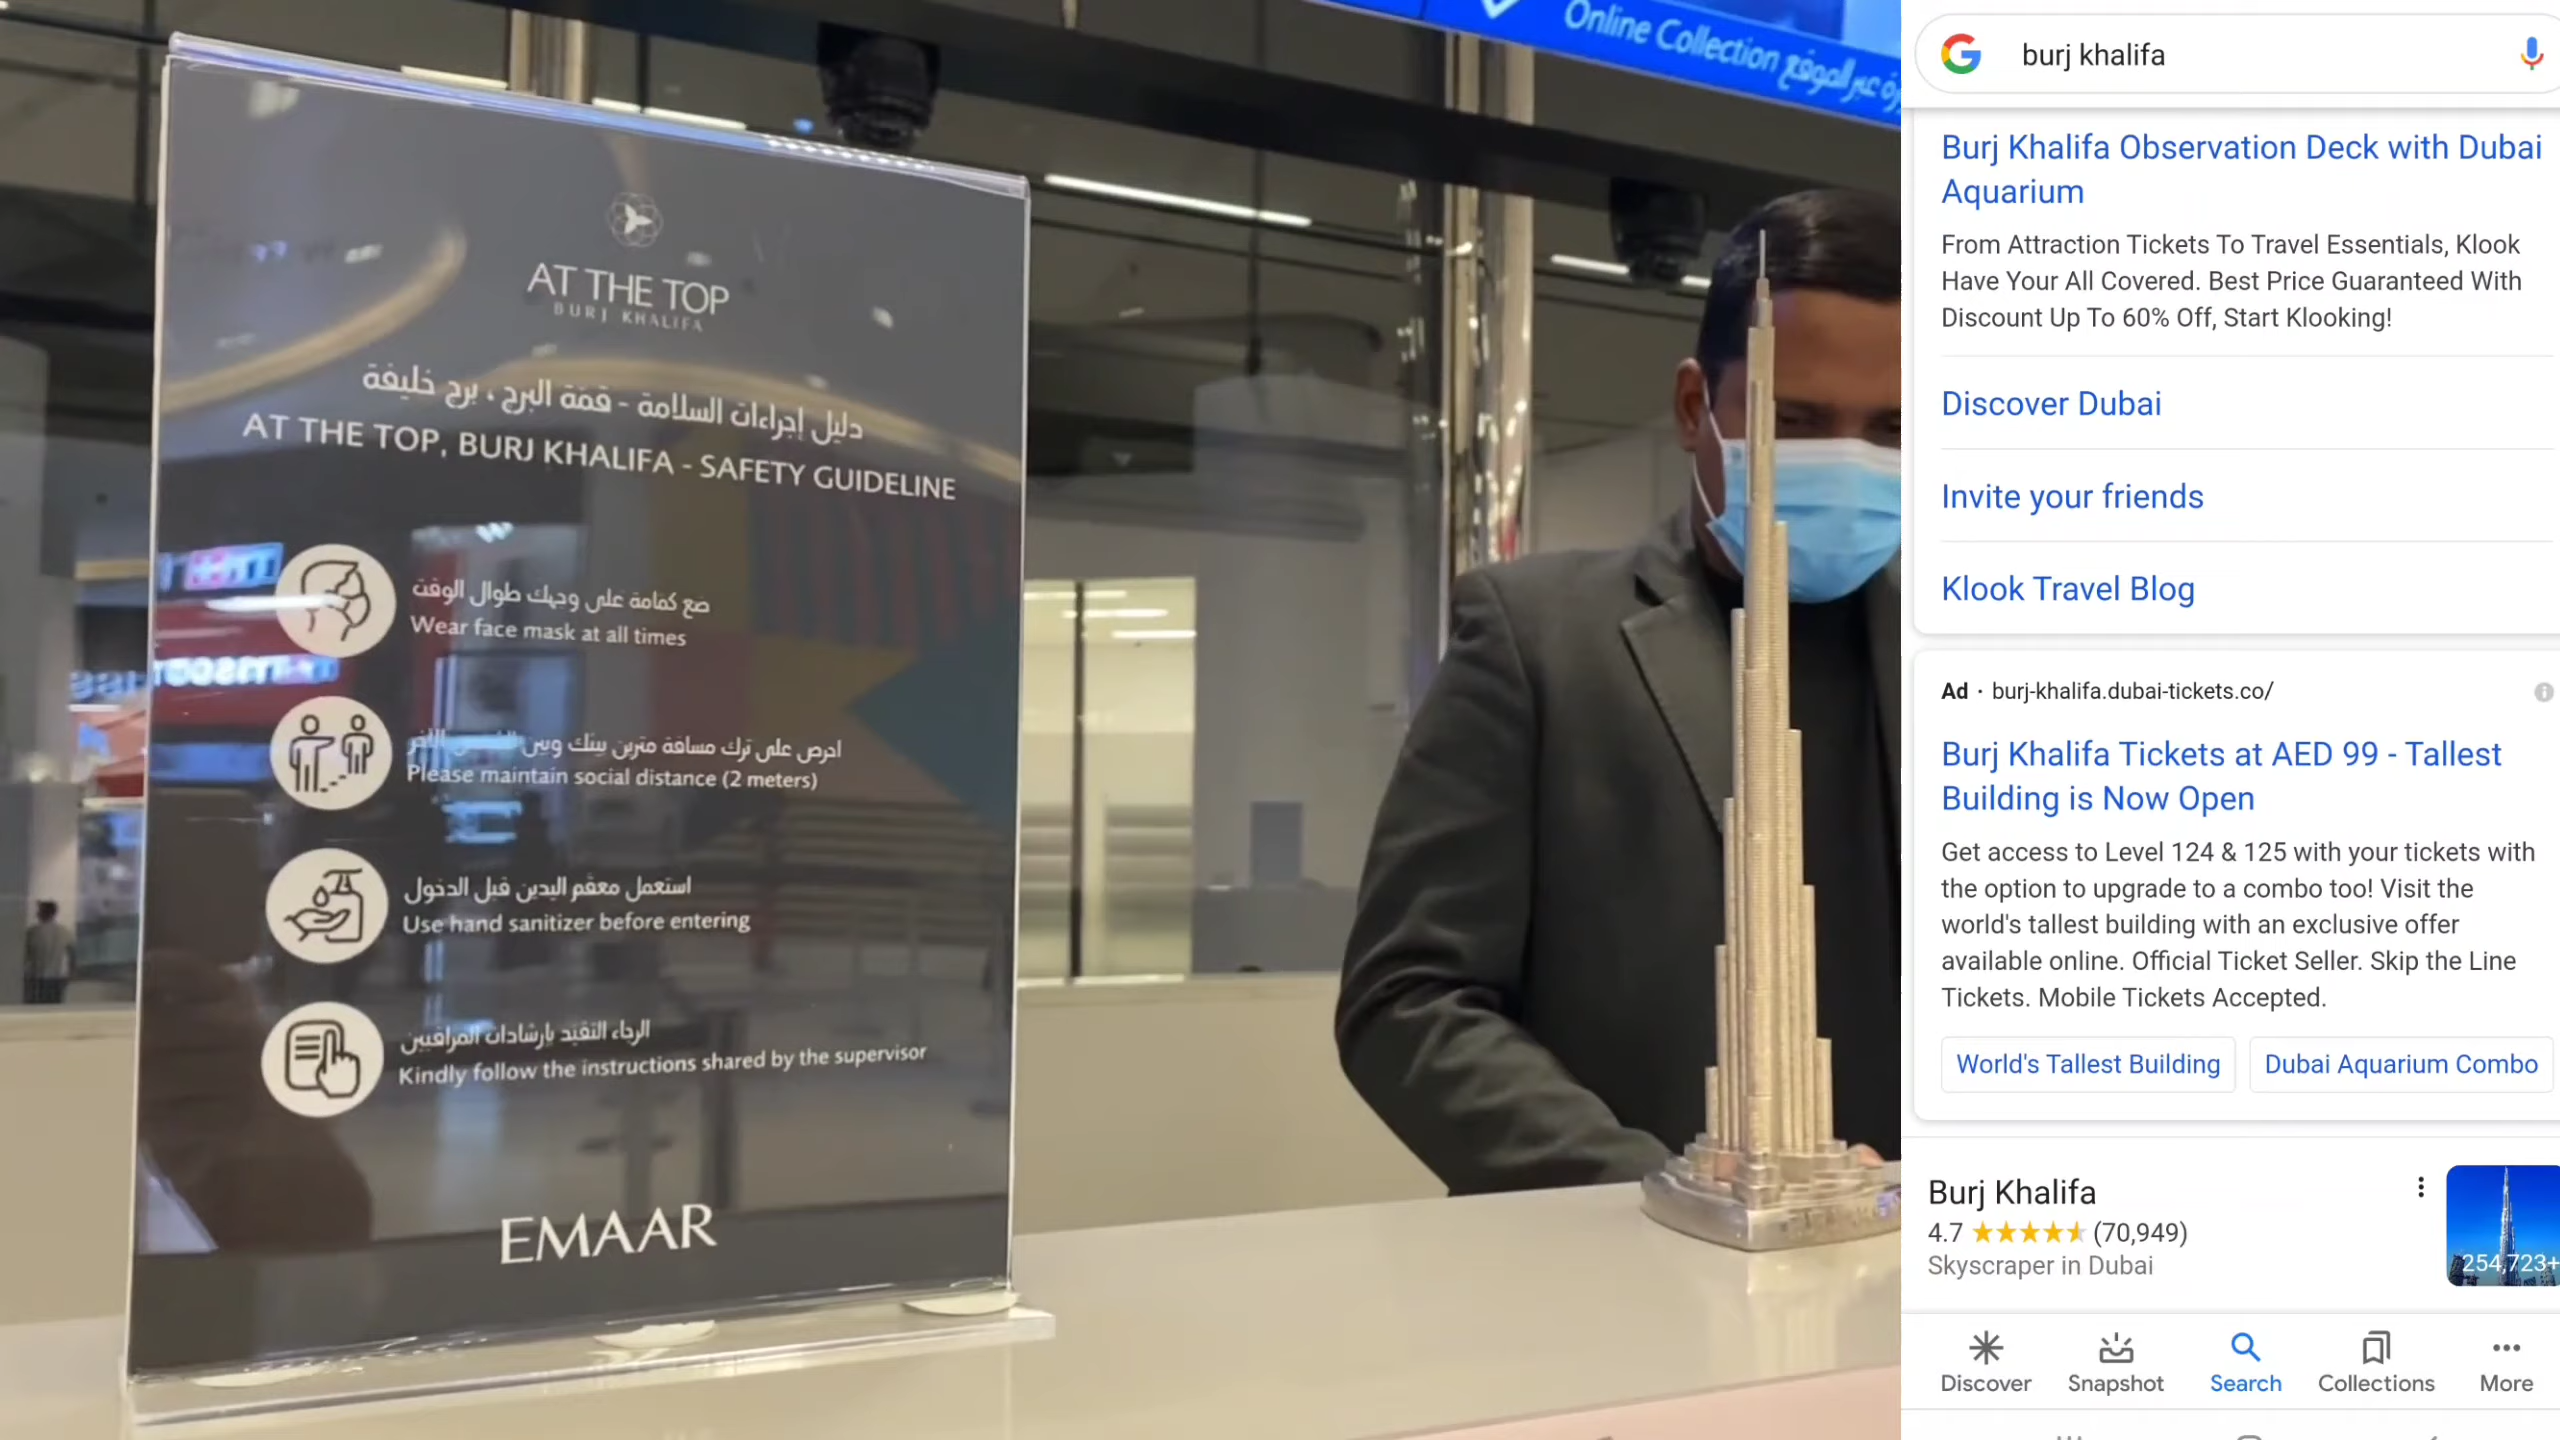 Online Collection
AT THE TOP
BURJ KHALIFA
دليل إجراءات السلامة - قمة البرج ، برج خليفة
AT THE TOP, BURJ KHALIFA - SAFETY GUIDELINE
ضع كمامة على وجهك طوال الوقت
Wear face mask at all times
احرص على ترك مسافة مترين بينك وبين
Please maintain social distance (2 meters)
استعمل معقم اليدين قبل الدخول
Use hand sanitizer before entering
الرجاء التقيد بإرشادات المراقبين
Kindly follow the instructions shared by the supervisor
EMAAR
burj khalifa
Burj Khalifa Observation Deck with Dubai
Aquarium
From Attraction Tickets To Travel Essentials, Klook
Have Your All Covered. Best Price Guaranteed With
Discount Up To 60% Off, Start Klooking!
Discover Dubai
Invite your friends
Klook Travel Blog
Ad · burj-khalifa.dubai-tickets.co/
Burj Khalifa Tickets at AED 99 - Tallest
Building is Now Open
Get access to Level 124 & 125 with your tickets with
the option to upgrade to a combo too! Visit the
world's tallest building with an exclusive offer
available online. Official Ticket Seller. Skip the Line
Tickets. Mobile Tickets Accepted.
World's Tallest Building
Dubai Aquarium Combo
Burj Khalifa
4.7 (70,949)
Skyscraper in Dubai
254,723+
Discover
Snapshot
Search
Collections
More